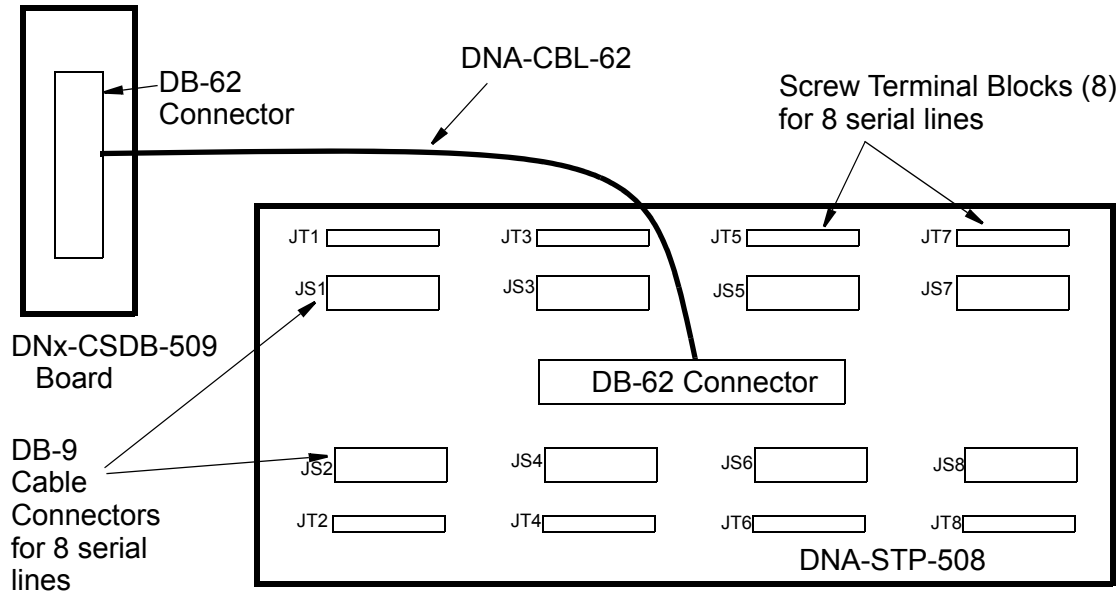 DNA-CBL-62
DB-62
Connector
Screw Terminal Blocks (8)
for 8 serial lines
JT1
JT3
JT5
JT7
JS1
JS3
JS5
JS7
DNx-CSDB-509
Board
DB-62 Connector
DB-9
Cable
Connectors
for 8 serial
lines
JS2
JS4
JS6
JS8
JT2
JT4
JT6
JT8
DNA-STP-508